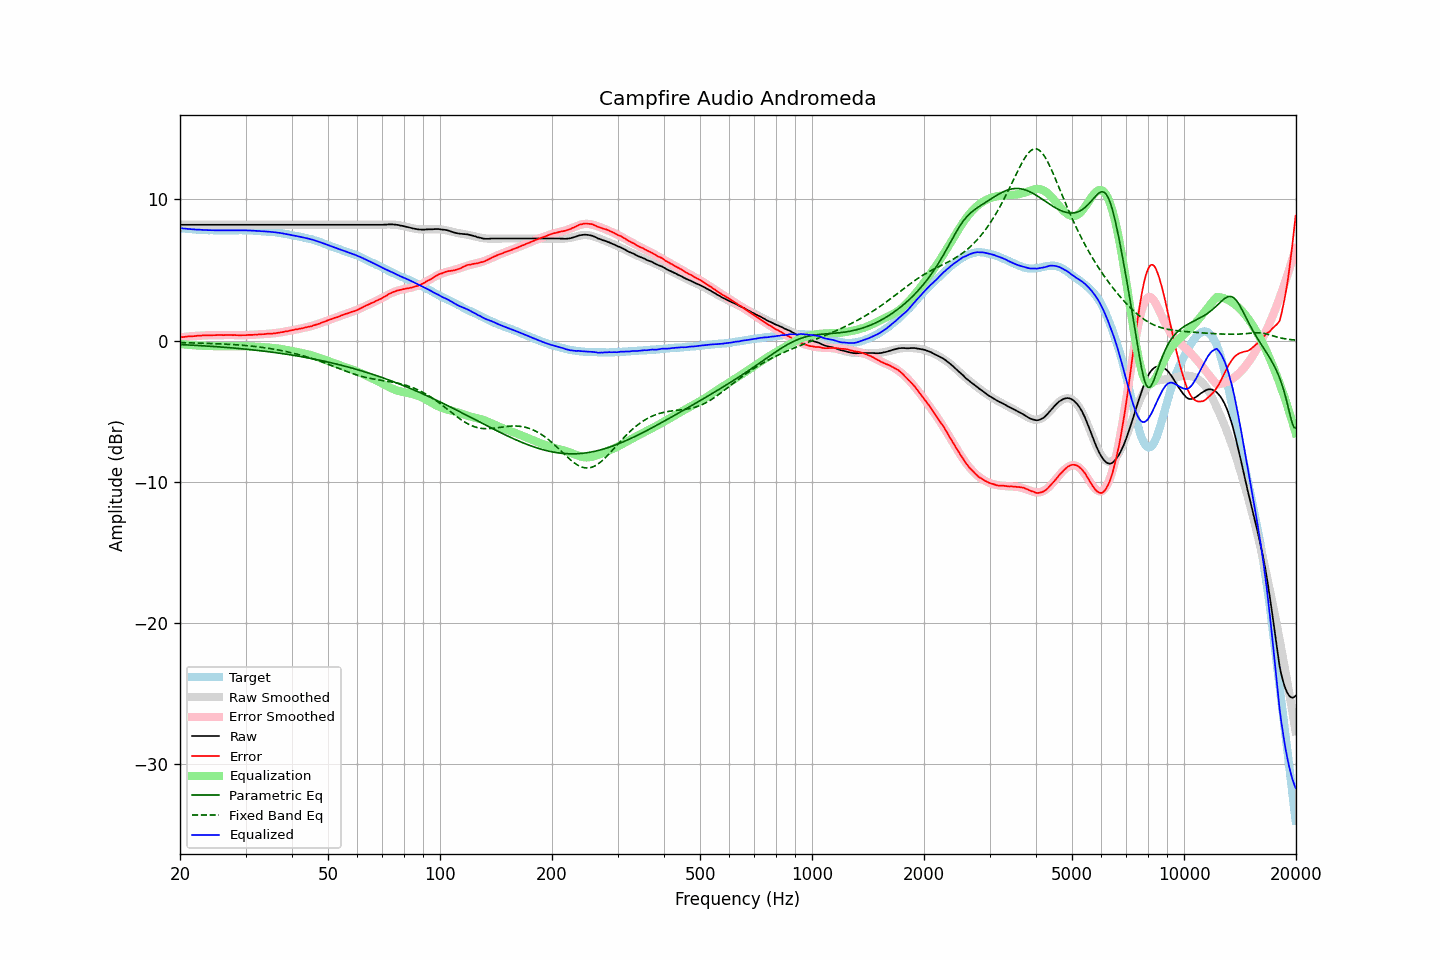 Campfire Audio Andromeda
Amplitude (dBr)
10
0
−10
−20
−30
Target
Raw Smoothed
Error Smoothed
Raw
Error
Equalization
Parametric Eq
Fixed Band Eq
Equalized
20 50 100 200 500 1000 2000 5000 10000 20000
Frequency (Hz)